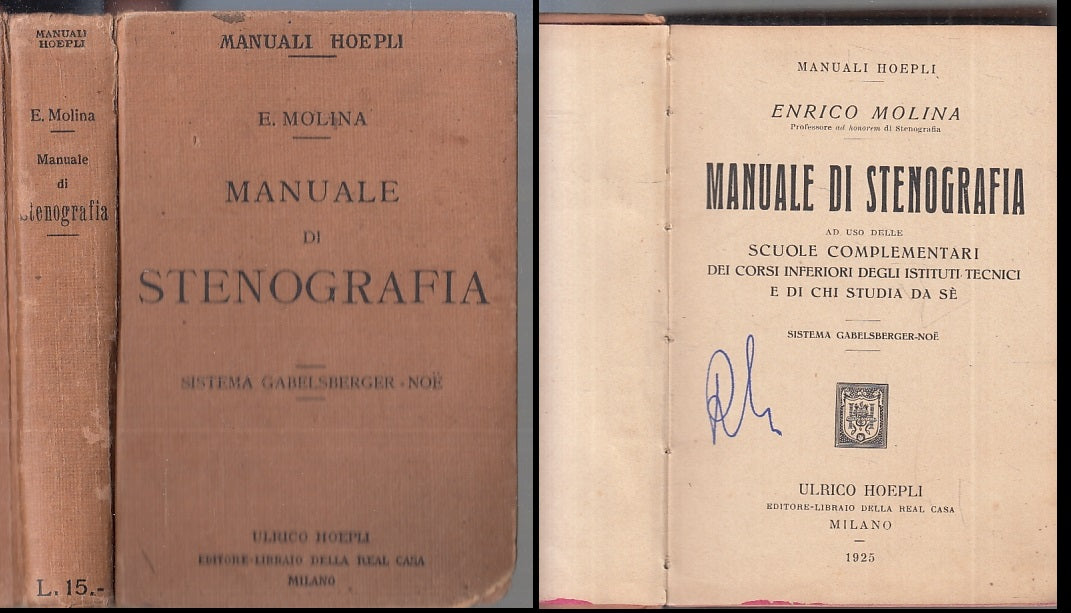 MANUALI
HOEPLI
E. Molina
Manuale
di
Stenografia
L. 15.-
MANUALI HOEPLI
E. MOLINA
MANUALE
DI
STENOGRAFIA
SISTEMA GABELSBERGER-NOË
ULRICO HOEPLI
EDITORE-LIBRAIO DELLA REAL CASA
MILANO
MANUALI HOEPLI
ENRICO MOLINA
Professore ad honorem di Stenografia
MANUALE DI STENOGRAFIA
AD USO DELLE
SCUOLE COMPLEMENTARI
DEI CORSI INFERIORI DEGLI ISTITUTI TECNICI
E DI CHI STUDIA DA SÈ
SISTEMA GABELSBERGER-NOË
ULRICO HOEPLI
EDITORE-LIBRAIO DELLA REAL CASA
MILANO
1925